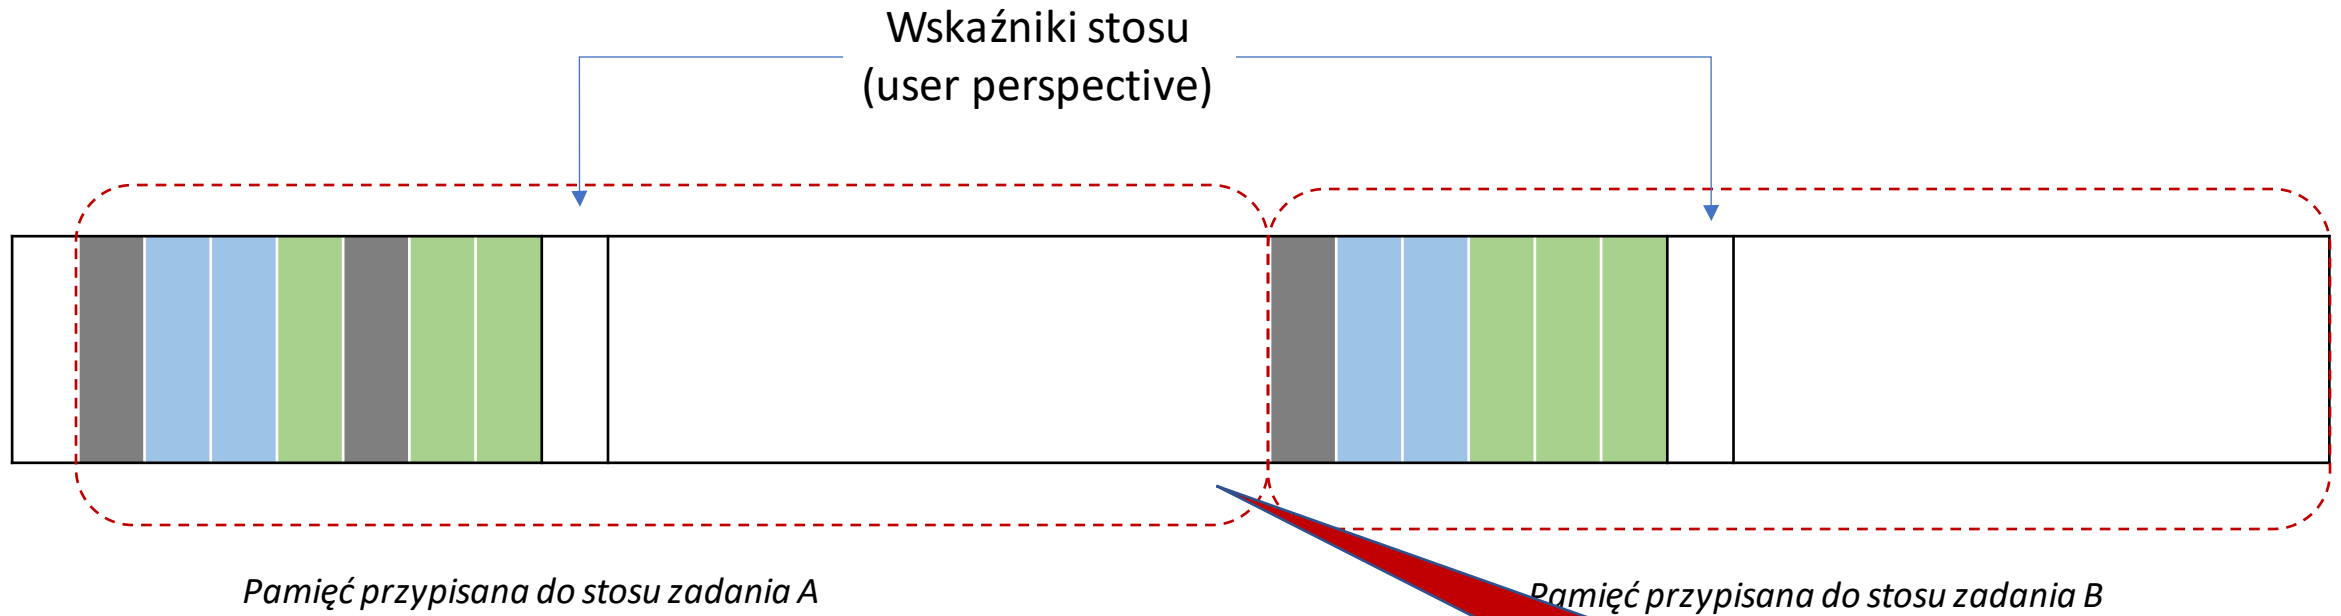 Wskaźniki stosu
(user perspective)
Pamięć przypisana do stosu zadania A
Pamięć przypisana do stosu zadania B